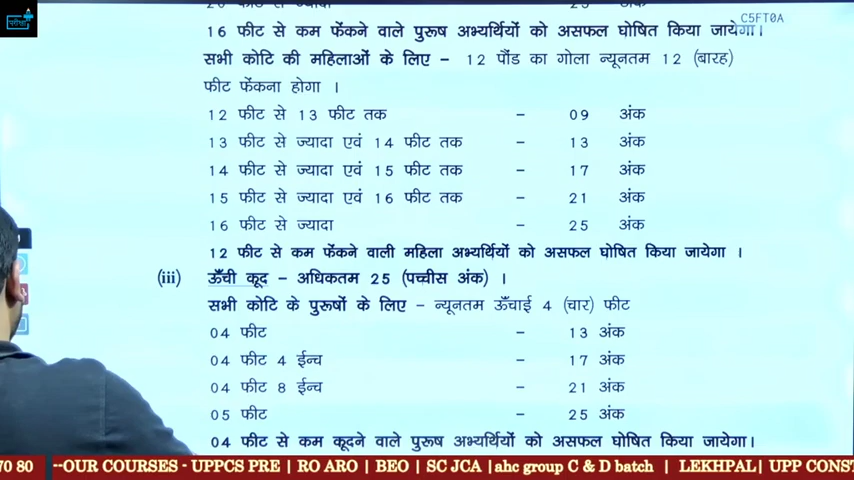 परीक्षा
C5FT0A
16 फीट से कम फेंकने वाले पुरूष अभ्यर्थियों को असफल घोषित किया जायेगा।
सभी कोटि की महिलाओं के लिए – 12 पौंड का गोला न्यूनतम 12 (बारह)
फीट फेंकना होगा ।
12 फीट से 13 फीट तक – 09 अंक
13 फीट से ज्यादा एवं 14 फीट तक – 13 अंक
14 फीट से ज्यादा एवं 15 फीट तक – 17 अंक
15 फीट से ज्यादा एवं 16 फीट तक – 21 अंक
16 फीट से ज्यादा – 25 अंक
12 फीट से कम फेंकने वाली महिला अभ्यर्थियों को असफल घोषित किया जायेगा ।
(iii) ऊँची कूद – अधिकतम 25 (पच्चीस अंक) ।
सभी कोटि के पुरूषों के लिए – न्यूनतम ऊँचाई 4 (चार) फीट
04 फीट – 13 अंक
04 फीट 4 ईन्च – 17 अंक
04 फीट 8 ईन्च – 21 अंक
05 फीट – 25 अंक
04 फीट से कम कूदने वाले पुरूष अभ्यर्थियों को असफल घोषित किया जायेगा।
70 80 --OUR COURSES - UPPCS PRE | RO ARO | BEO | SC JCA |ahc group C & D batch | LEKHPAL| UPP CONST